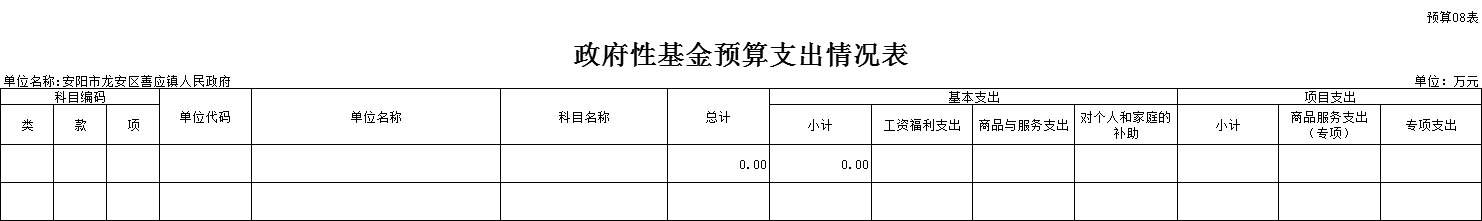 预算08表
政府性基金预算支出情况表
单位名称:安阳市龙安区善应镇人民政府 单位：万元
科目编码 单位代码 单位名称 科目名称 总计 基本支出 项目支出
类 款 项 小计 工资福利支出 商品与服务支出 对个人和家庭的补助 小计 商品服务支出（专项） 专项支出
0.00 0.00